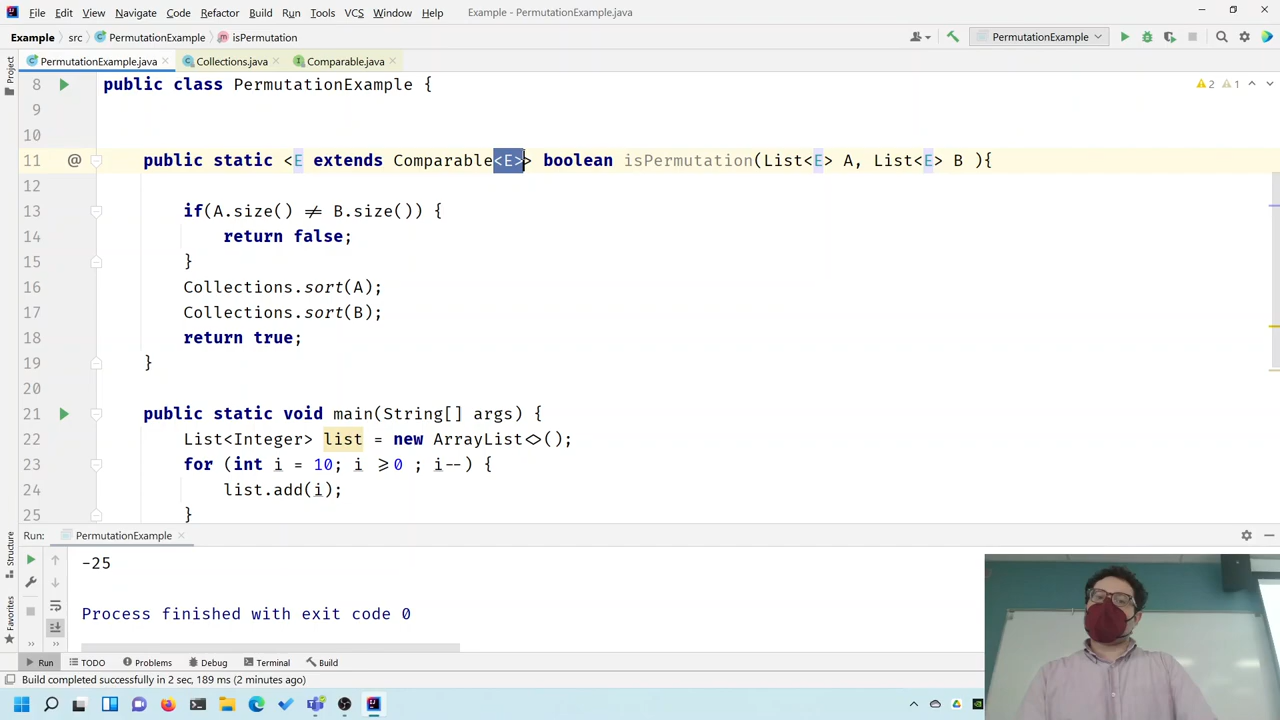 File Edit View Navigate Code Refactor Build Run Tools VCS Window Help Example - PermutationExample.java
Example src PermutationExample isPermutation PermutationExample
Project PermutationExample.java Collections.java Comparable.java
8 public class PermutationExample { 2 1
9
10
11 @ public static <E extends Comparable<E>> boolean isPermutation(List<E> A, List<E> B ){
12
13 if(A.size() ≠ B.size()) {
14 return false;
15 }
16 Collections.sort(A);
17 Collections.sort(B);
18 return true;
19 }
20
21 public static void main(String[] args) {
22 List<Integer> list = new ArrayList<>();
23 for (int i = 10; i ⩾0 ; i--) {
24 list.add(i);
25 }
Run: PermutationExample
Structure
Favorites
-25
Process finished with exit code 0
Run TODO Problems Debug Terminal Build
Build completed successfully in 2 sec, 189 ms (2 minutes ago)